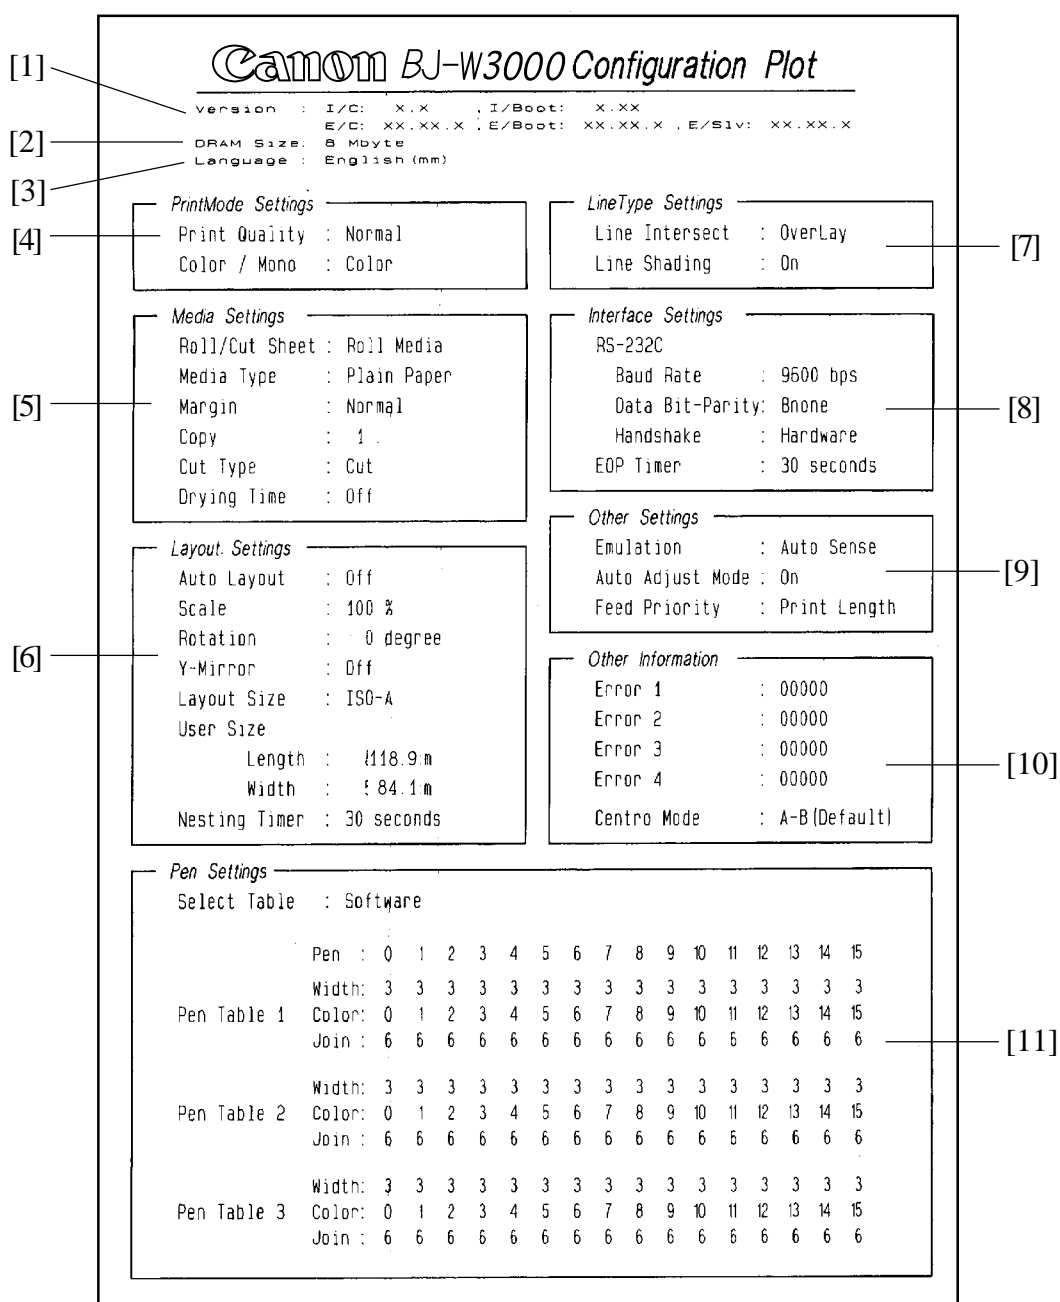 Canon BJ-W3000 Configuration Plot
[1]
Version : I/C: X.X , I/Boot: X.XX
E/C: XX.XX.X , E/Boot: XX.XX.X , E/Slv: XX.XX.X
[2]
DRAM Size: 8 Mbyte
[3]
Language : English(mm)
PrintMode Settings
[4]
Print Quality : Normal
Color / Mono : Color
LineType Settings
Line Intersect : OverLay
[7]
Line Shading : On
Media Settings
Roll/Cut Sheet : Roll Media
Media Type : Plain Paper
[5]
Margin : Normal
Copy : 1
Cut Type : Cut
Drying Time : Off
Interface Settings
RS-232C
Baud Rate : 9600 bps
Data Bit-Parity: 8none
[8]
Handshake : Hardware
EOP Timer : 30 seconds
Layout Settings
Auto Layout : Off
Scale : 100 %
Rotation : 0 degree
[6]
Y-Mirror : Off
Layout Size : ISO-A
User Size
Length :
Width :
Nesting Timer : 30 seconds
Other Settings
Emulation : Auto Sense
Auto Adjust Mode : On
[9]
Feed Priority : Print Length
Other Information
Error 1 : 00000
Error 2 : 00000
Error 3 : 00000
[10]
Error 4 : 00000
Centro Mode : A-B(Default)
Pen Settings
Select Table : Software
Pen : 0 1 2 3 4 5 6 7 8 9 10 11 12 13 14 15
Width: 3 3 3 3 3 3 3 3 3 3 3 3 3 3 3 3
Pen Table 1 Color: 0 1 2 3 4 5 6 7 8 9 10 11 12 13 14 15
Join : 6 6 6 6 6 6 6 6 6 6 6 6 6 6 6 6
[11]
Width: 3 3 3 3 3 3 3 3 3 3 3 3 3 3 3 3
Pen Table 2 Color: 0 1 2 3 4 5 6 7 8 9 10 11 12 13 14 15
Join : 6 6 6 6 6 6 6 6 6 6 6 6 6 6 6 6
Width: 3 3 3 3 3 3 3 3 3 3 3 3 3 3 3 3
Pen Table 3 Color: 0 1 2 3 4 5 6 7 8 9 10 11 12 13 14 15
Join : 6 6 6 6 6 6 6 6 6 6 6 6 6 6 6 6